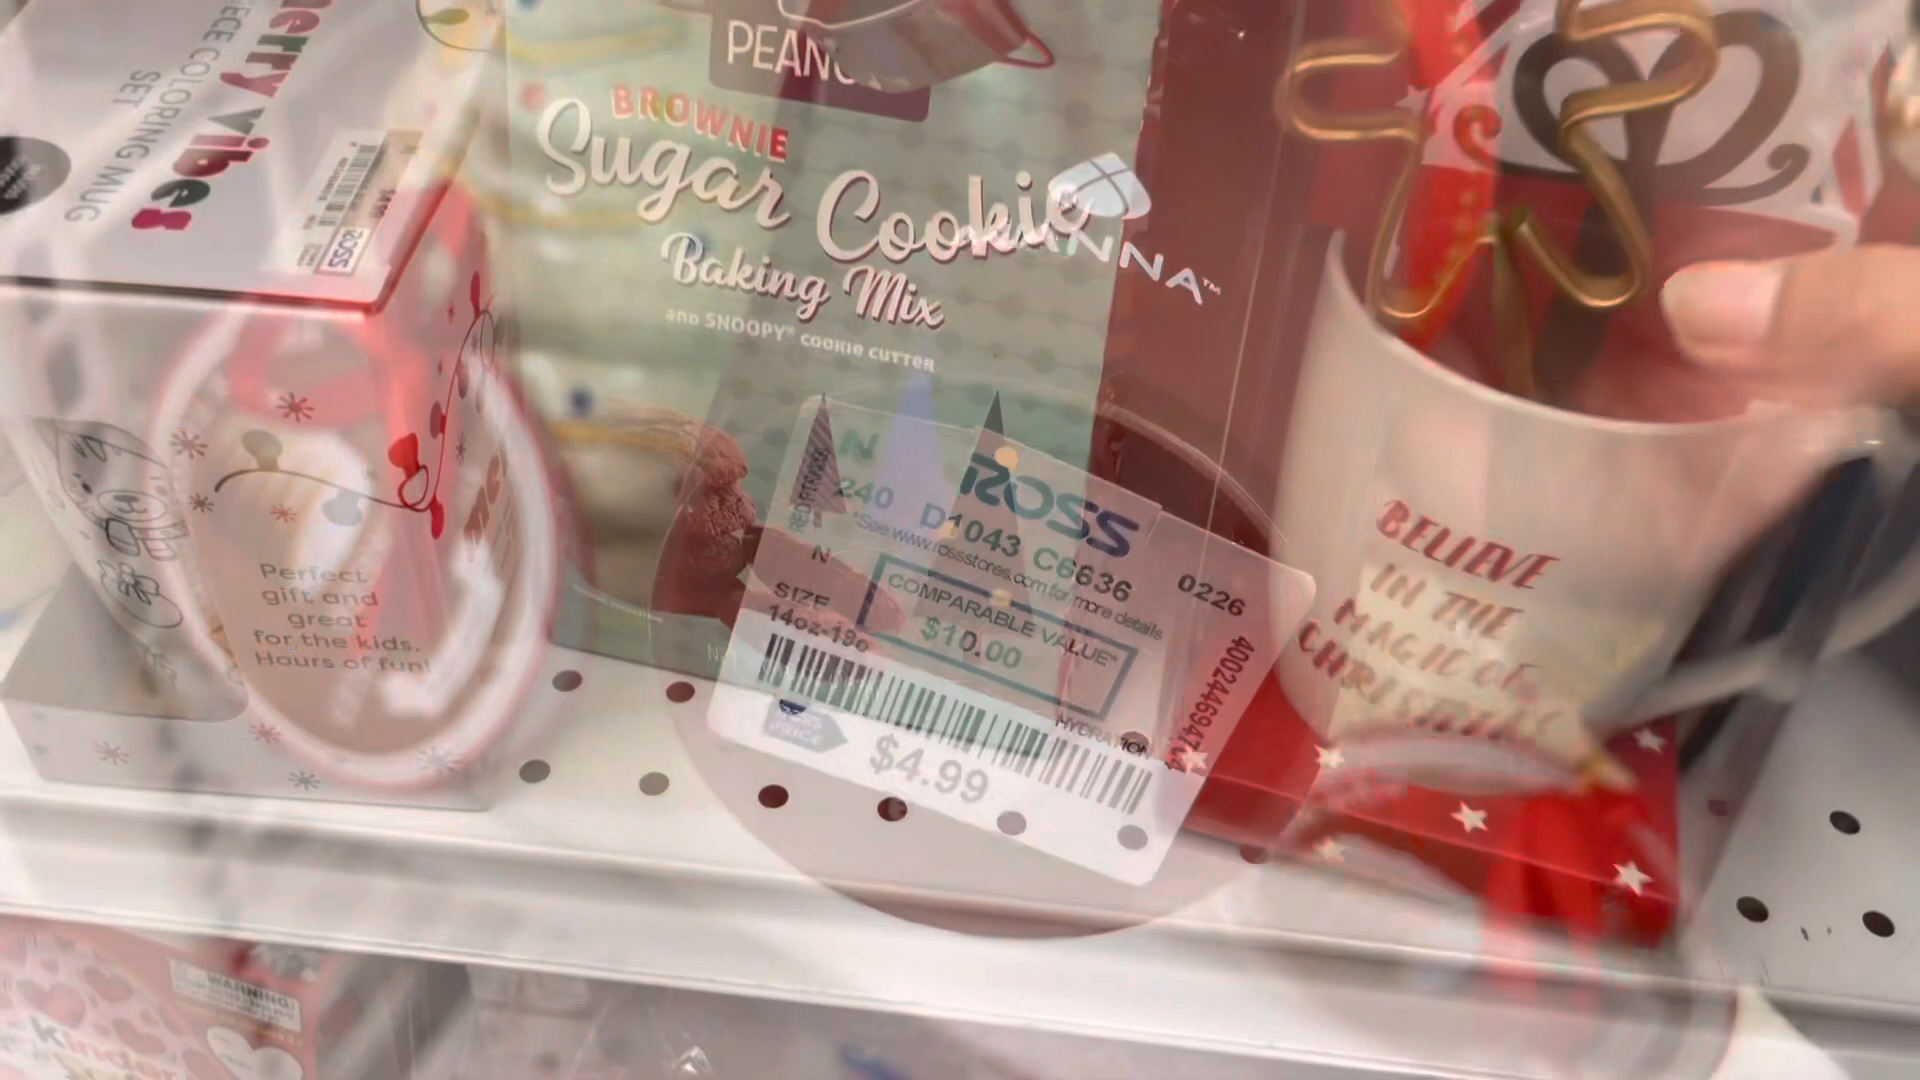 PEANU
BROWNIE
Sugar Cookie
Baking Mix
and SNOOPY® cookie cutter
erry vibes
ECE COLORING MUG
SET
ROSS
Perfect
gift and
great
for the kids.
Hours of fun!
ROSS
N
240 D1043 C6636 0226
*See www.rossstores.com for more details
N
COMPARABLE VALUE*
$10.00
SIZE
14oz-19o
HYDRATION
$4.99
BELIEVE
IN THE
MAGIC OF
CHRISTMAS
WARNING:
Kinder